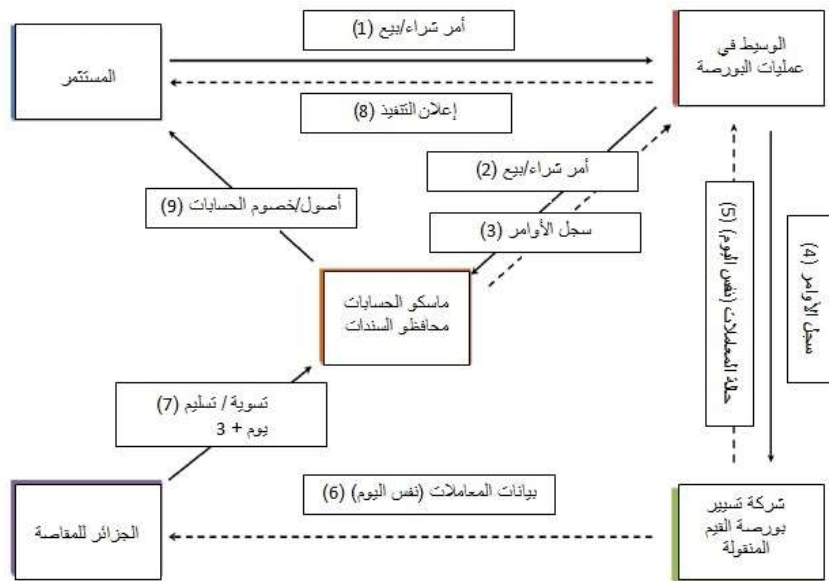 أمر شراء/بيع (1)
الوسيط في
عمليات البورصة
المستثمر
إعلان التنفيذ (8)
أمر شراء/بيع (2)
أصول/خصوم الحسابات (9)
سجل الأوامر (3)
حالة المعاملات (نفس اليوم) (5)
سجل الأوامر (4)
ماسكو الحسابات
محافظو السندات
تسوية / تسليم (7)
يوم + 3
بيانات المعاملات (نفس اليوم) (6)
شركة تسيير
بورصة القيم
المنقولة
الجزائر للمقاصة